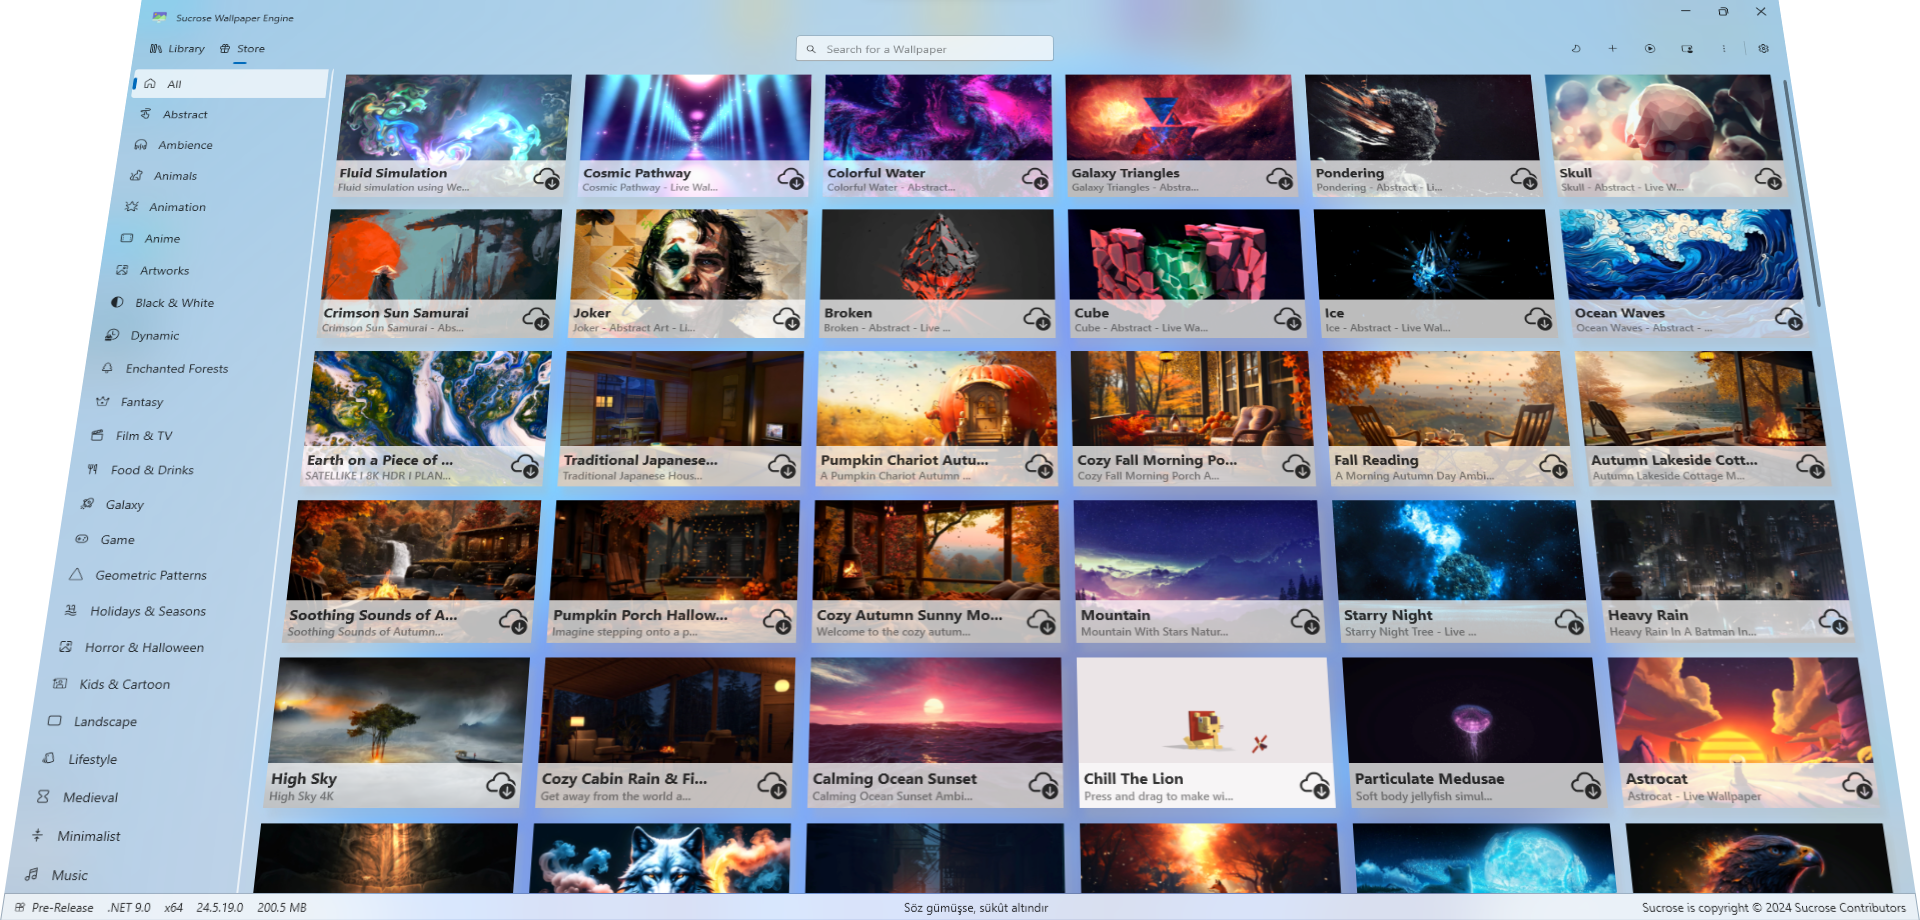 Sucrose Wallpaper Engine
Library
Store
Search for a Wallpaper
All
Abstract
Ambience
Animals
Animation
Anime
Artworks
Black & White
Dynamic
Enchanted Forests
Fantasy
Film & TV
Food & Drinks
Galaxy
Game
Geometric Patterns
Holidays & Seasons
Horror & Halloween
Kids & Cartoon
Landscape
Lifestyle
Medieval
Minimalist
Music
Fluid Simulation
Fluid simulation using We...
Cosmic Pathway
Cosmic Pathway - Live Wal...
Colorful Water
Colorful Water - Abstract...
Galaxy Triangles
Galaxy Triangles - Abstra...
Pondering
Pondering - Abstract - Li...
Skull
Skull - Abstract - Live W...
Crimson Sun Samurai
Crimson Sun Samurai - Abs...
Joker
Joker - Abstract Art - Li...
Broken
Broken - Abstract - Live ...
Cube
Cube - Abstract - Live Wa...
Ice
Ice - Abstract - Live Wal...
Ocean Waves
Ocean Waves - Abstract - ...
Earth on a Piece of ...
SATELLIKE I 8K HDR I PLAN...
Traditional Japanese...
Traditional Japanese Hous...
Pumpkin Chariot Autu...
A Pumpkin Chariot Autumn ...
Cozy Fall Morning Po...
Cozy Fall Morning Porch A...
Fall Reading
A Morning Autumn Day Ambi...
Autumn Lakeside Cott...
Autumn Lakeside Cottage M...
Soothing Sounds of A...
Soothing Sounds of Autumn...
Pumpkin Porch Hallow...
Imagine stepping onto a p...
Cozy Autumn Sunny Mo...
Welcome to the cozy autum...
Mountain
Mountain With Stars Natur...
Starry Night
Starry Night Tree - Live ...
Heavy Rain
Heavy Rain In A Batman In...
High Sky
High Sky 4K
Cozy Cabin Rain & Fi...
Get away from the world a...
Calming Ocean Sunset
Calming Ocean Sunset Ambi...
Chill The Lion
Press and drag to make wi...
Particulate Medusae
Soft body jellyfish simul...
Astrocat
Astrocat - Live Wallpaper
Pre-Release .NET 9.0 x64 24.5.19.0 200.5 MB
Söz gümüşse, sükût altındır
Sucrose is copyright © 2024 Sucrose Contributors